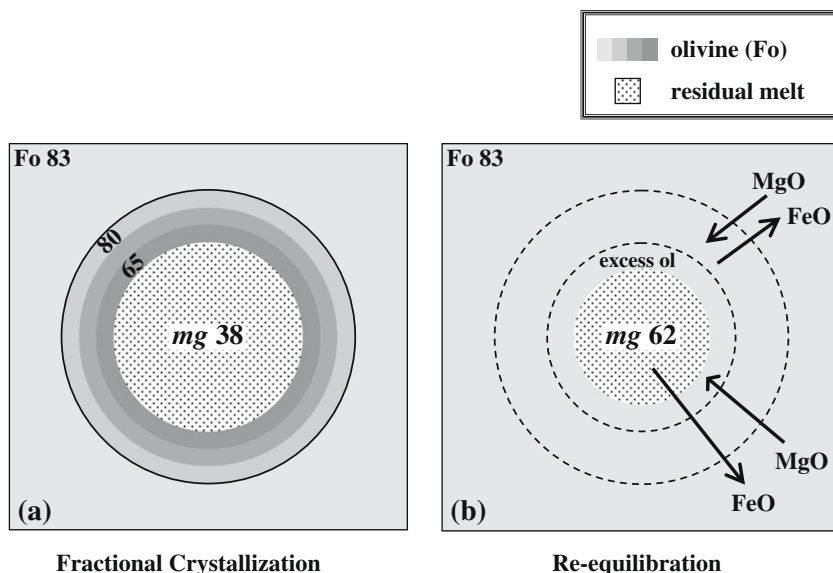 olivine (Fo)
residual melt
Fo 83
80
65
mg 38
(a)
Fractional Crystallization
Fo 83
MgO
FeO
excess ol
mg 62
MgO
FeO
(b)
Re-equilibration